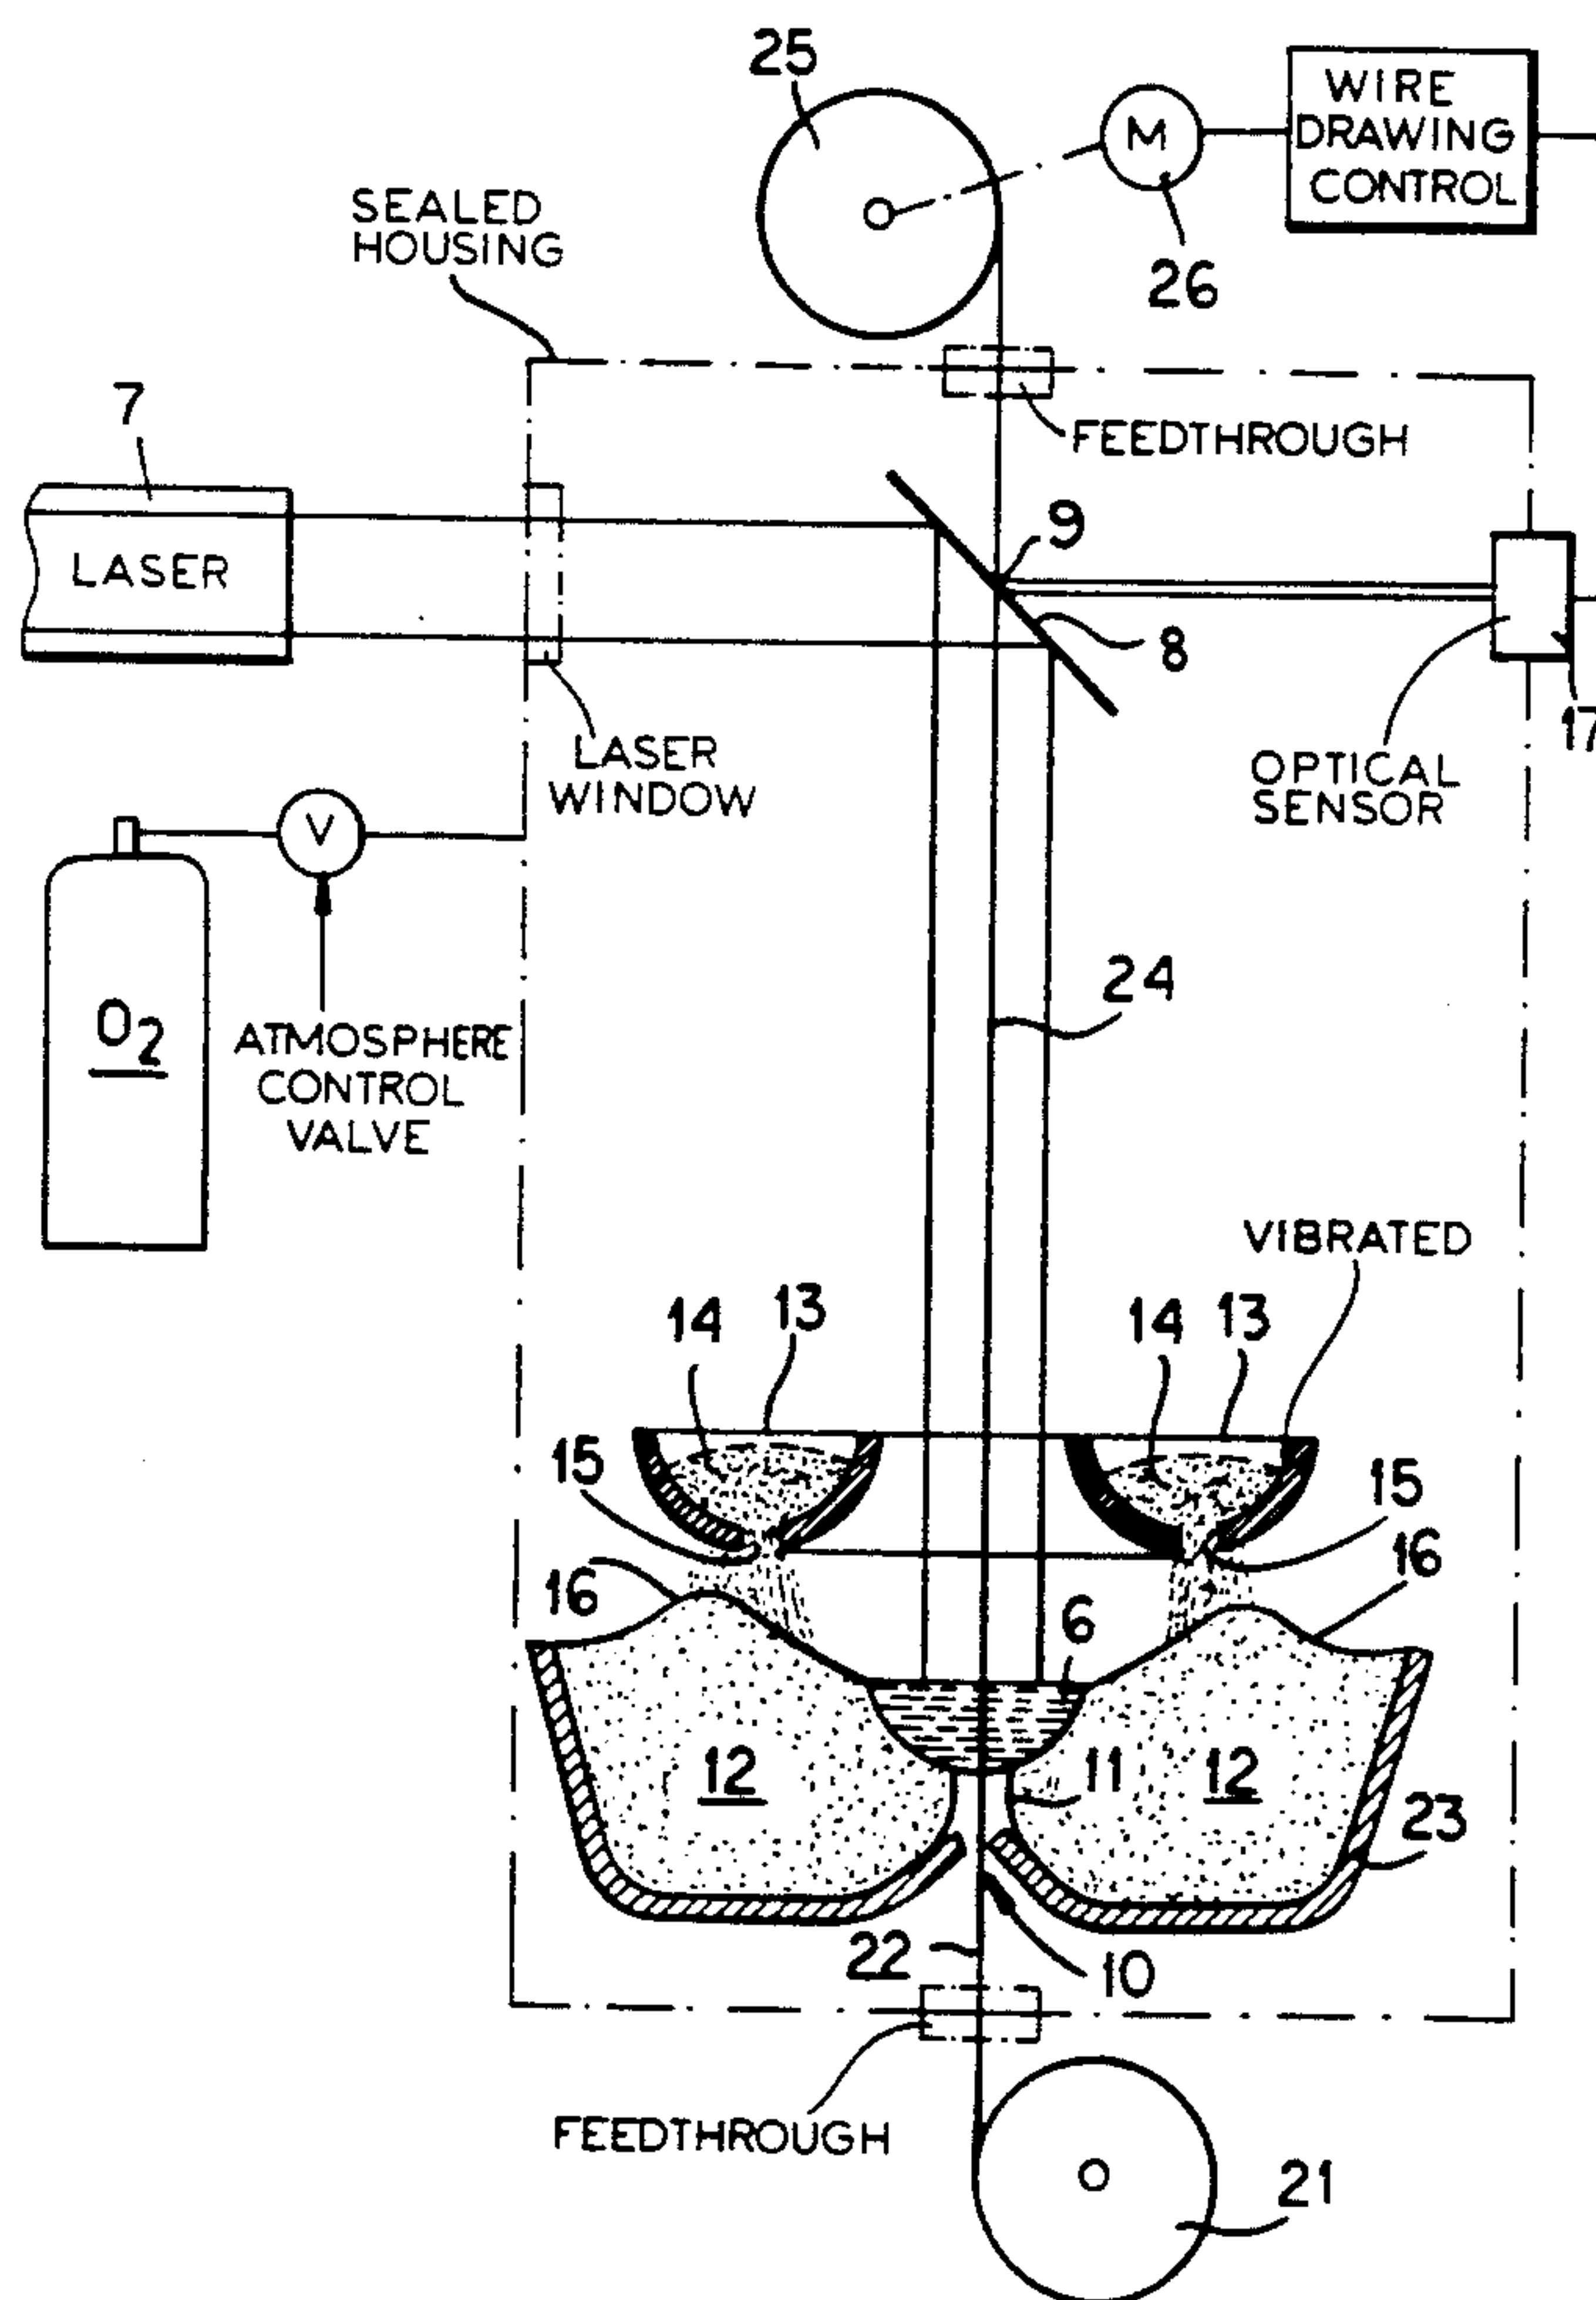 25
WIRE
DRAWING
CONTROL
M
26
SEALED
HOUSING
7
FEEDTHROUGH
LASER
9
8
17
LASER
WINDOW
OPTICAL
SENSOR
V
O2
ATMOSPHERE
CONTROL
VALVE
24
VIBRATED
14
13
14
13
15
15
16
16
6
12
11
12
23
22
10
FEEDTHROUGH
21